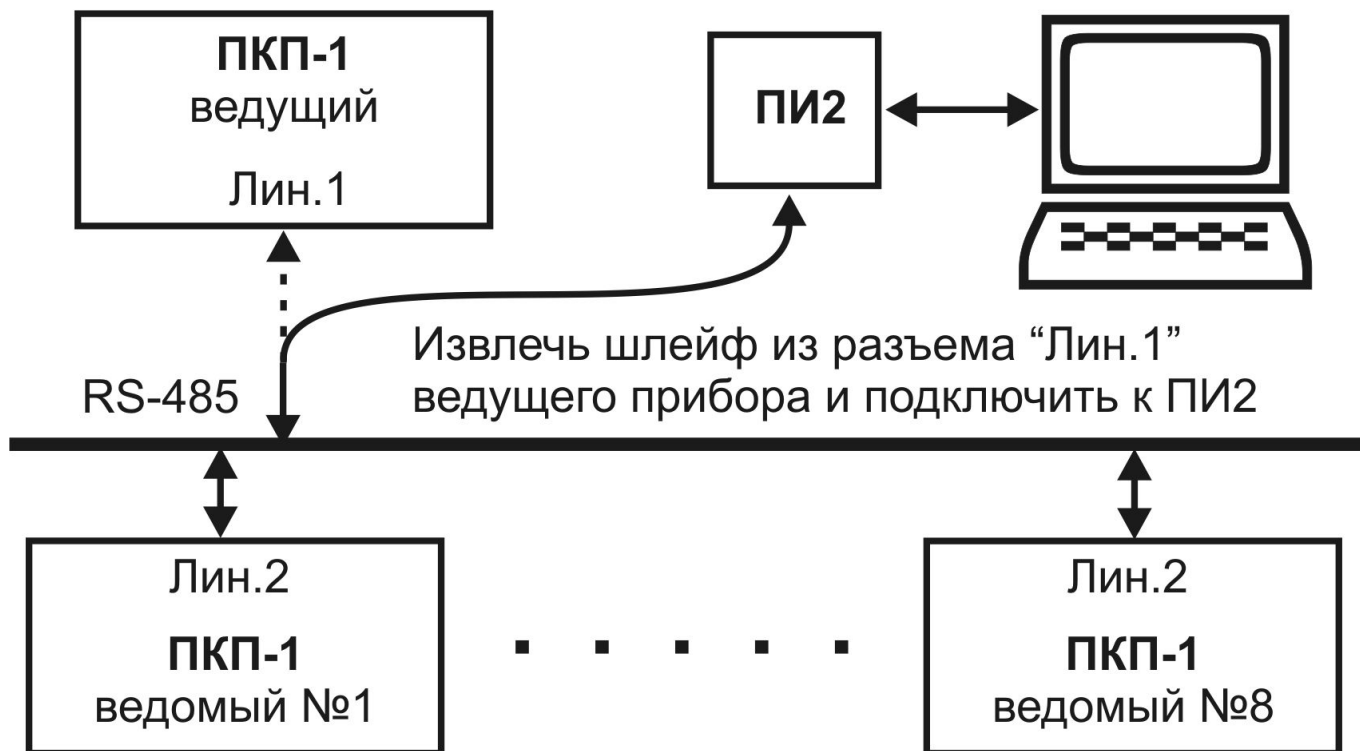 ПКП-1
ведущий
Лин.1
ПИ2
Извлечь шлейф из разъема “Лин.1”
ведущего прибора и подключить к ПИ2
RS-485
Лин.2
ПКП-1
ведомый №1
Лин.2
ПКП-1
ведомый №8